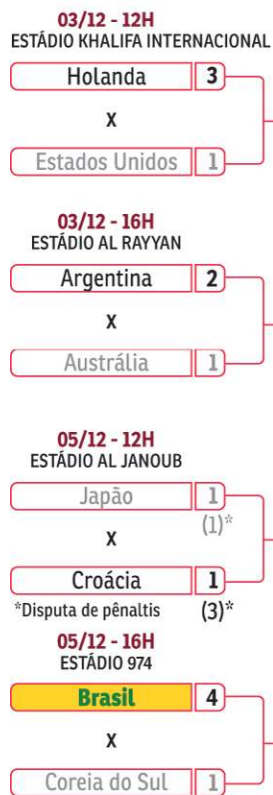 03/12 - 12H
ESTÁDIO KHALIFA INTERNACIONAL
Holanda 3
X
Estados Unidos 1
03/12 - 16H
ESTÁDIO AL RAYYAN
Argentina 2
X
Austrália 1
05/12 - 12H
ESTÁDIO AL JANOUB
Japão 1
(1)*
X
Croácia 1
*Disputa de pênaltis (3)*
05/12 - 16H
ESTÁDIO 974
Brasil 4
X
Coreia do Sul 1